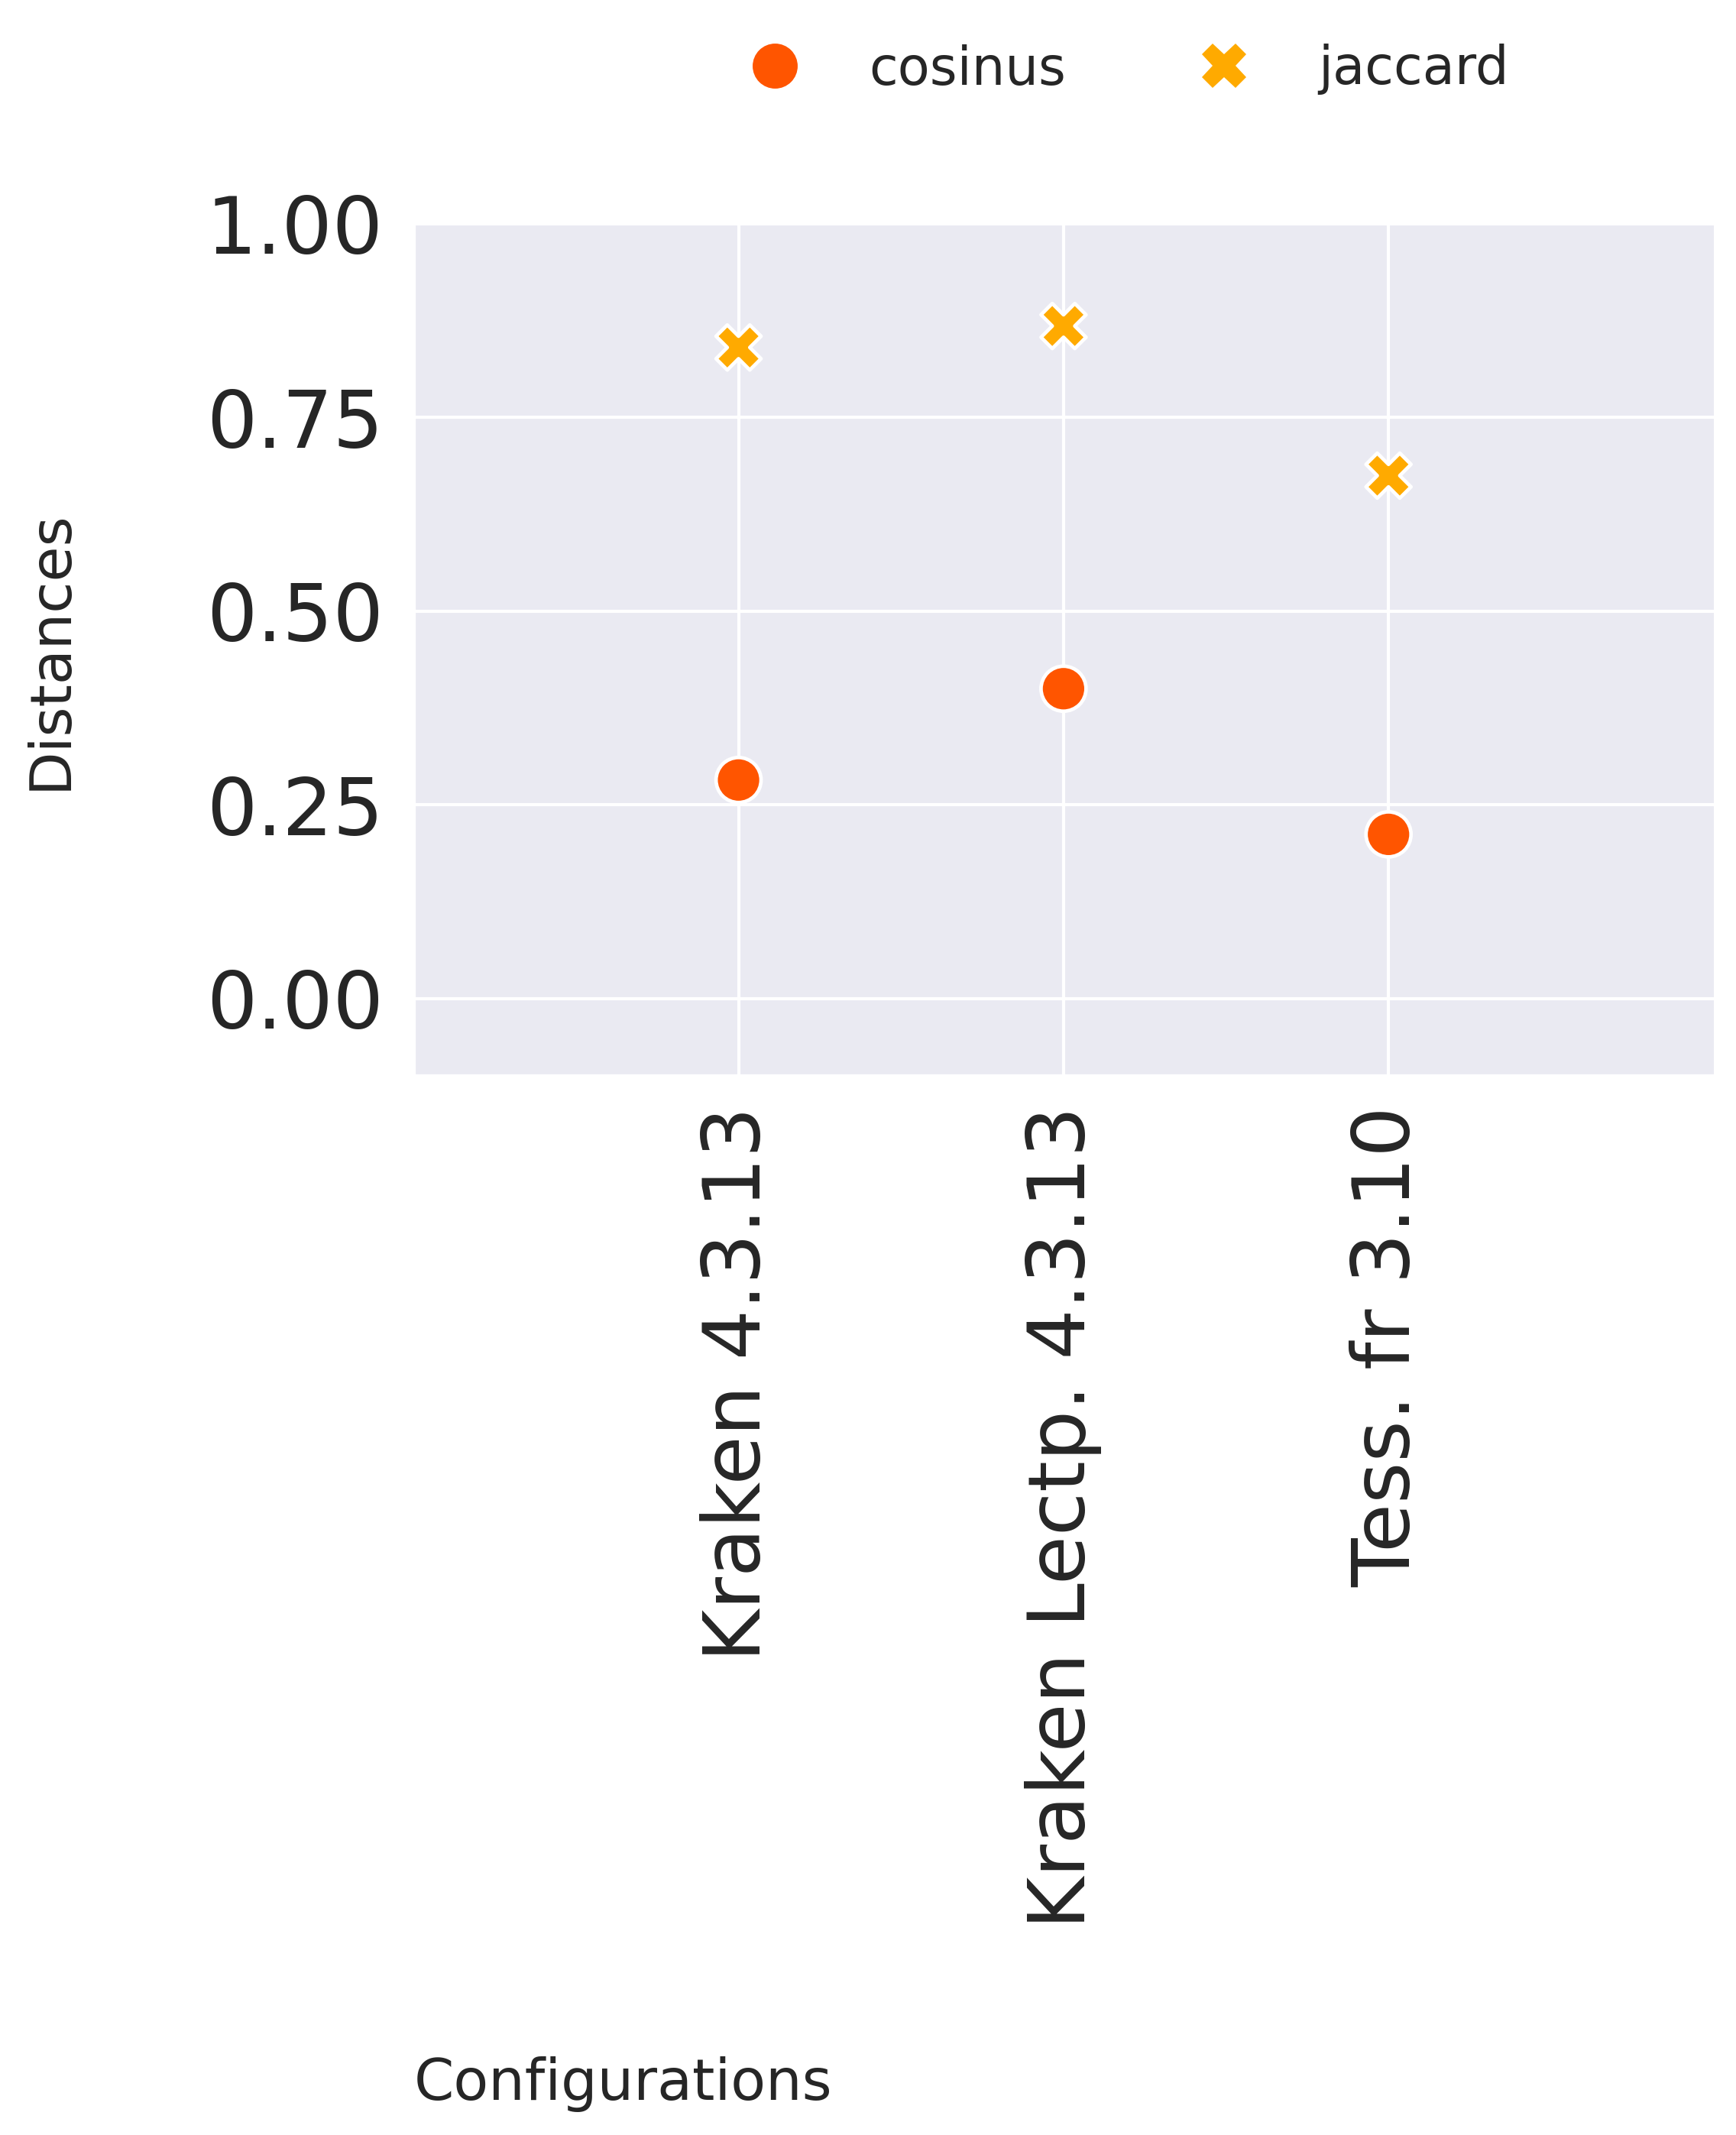 cosinus jaccard
1.00
0.75
0.50
0.25
0.00
Distances
Kraken 4.3.13
Kraken Lectp. 4.3.13
Tess. fr 3.10
Configurations